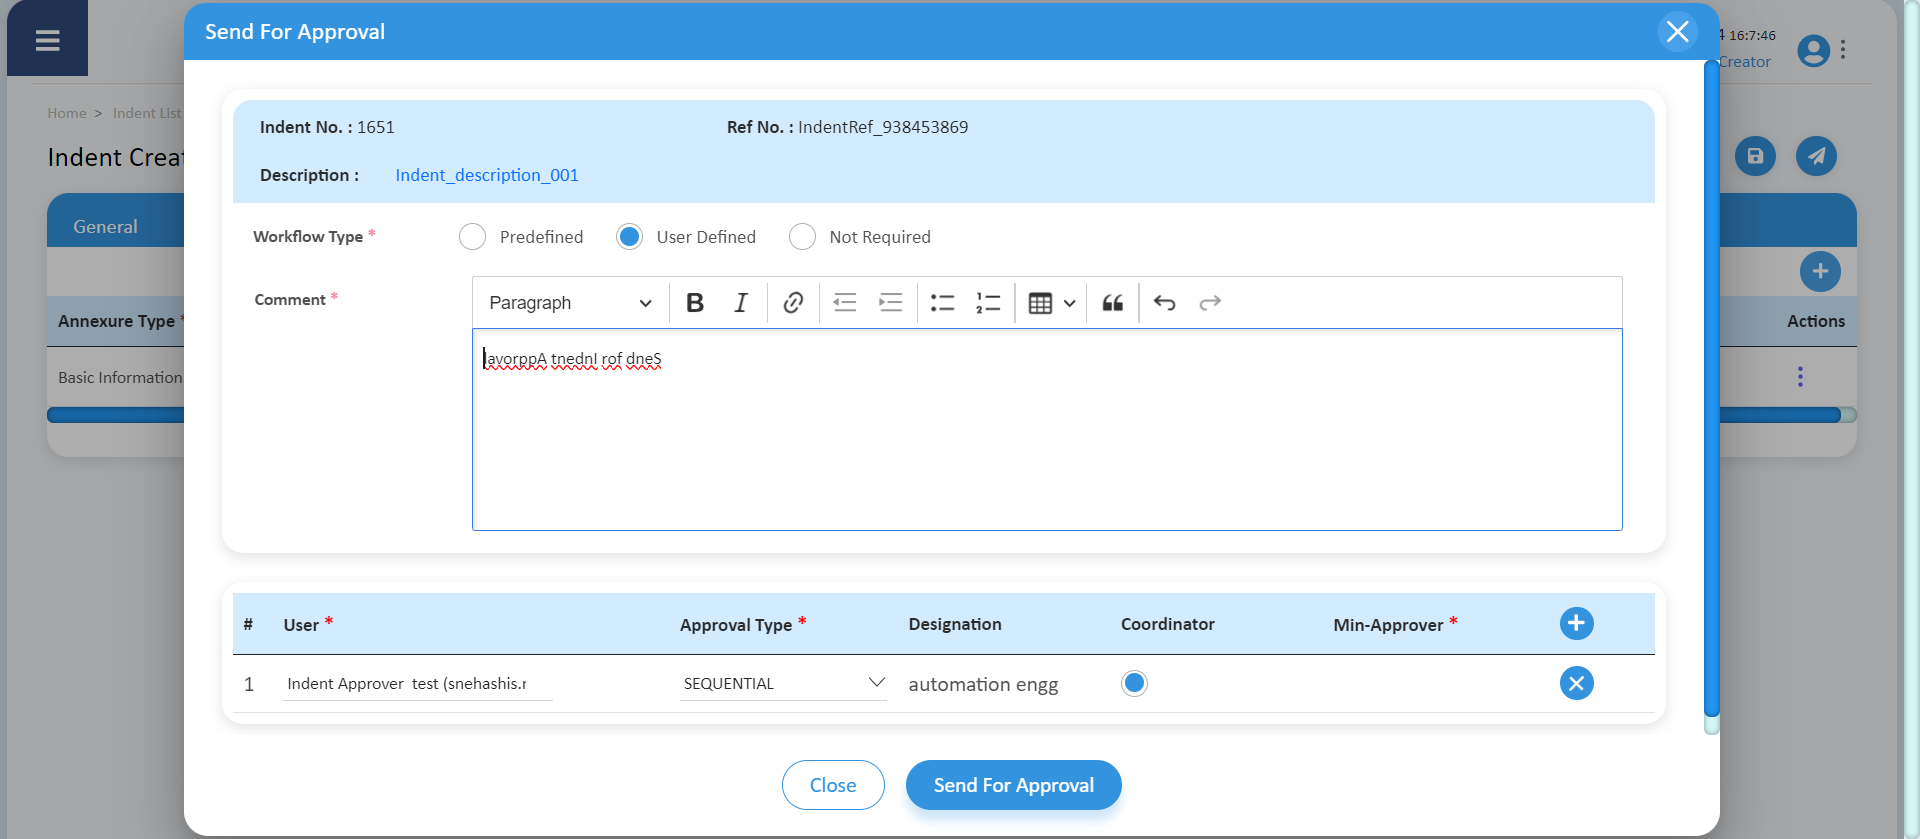 Send For Approval
16:7:46
Creator
Home > Indent List
Indent Creat
General
Annexure Type *
Actions
Basic Information
Indent No. : 1651
Ref No. : IndentRef_938453869
Description : Indent_description_001
Workflow Type * Predefined User Defined Not Required
Comment *
Paragraph
lavorppA tnednI rof dneS
# User * Approval Type * Designation Coordinator Min-Approver *
1 Indent Approver test (snehashis.r SEQUENTIAL automation engg
Close Send For Approval